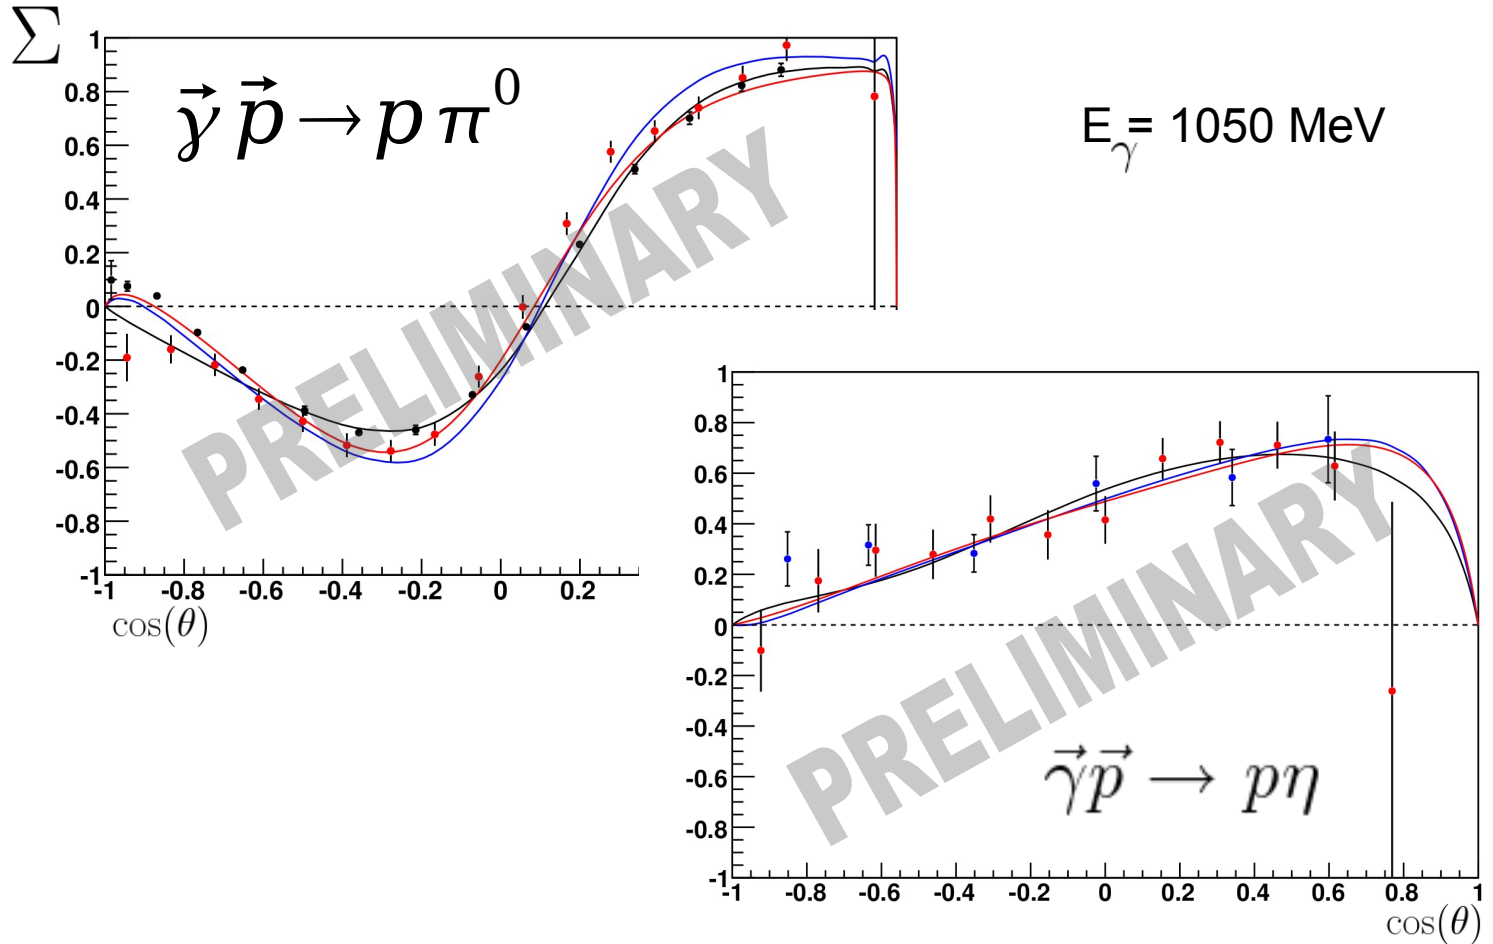 ∑
γ⃗ p⃗ → p π⁰
E_γ = 1050 MeV
PRELIMINARY
1
0.8
0.6
0.4
0.2
0
-0.2
-0.4
-0.6
-0.8
-1
-1 -0.8 -0.6 -0.4 -0.2 0 0.2
cos(θ)
1
0.8
0.6
0.4
0.2
0
-0.2
-0.4
-0.6
-0.8
-1
PRELIMINARY
γ⃗p⃗ → pη
-1 -0.8 -0.6 -0.4 -0.2 0 0.2 0.4 0.6 0.8 1
cos(θ)